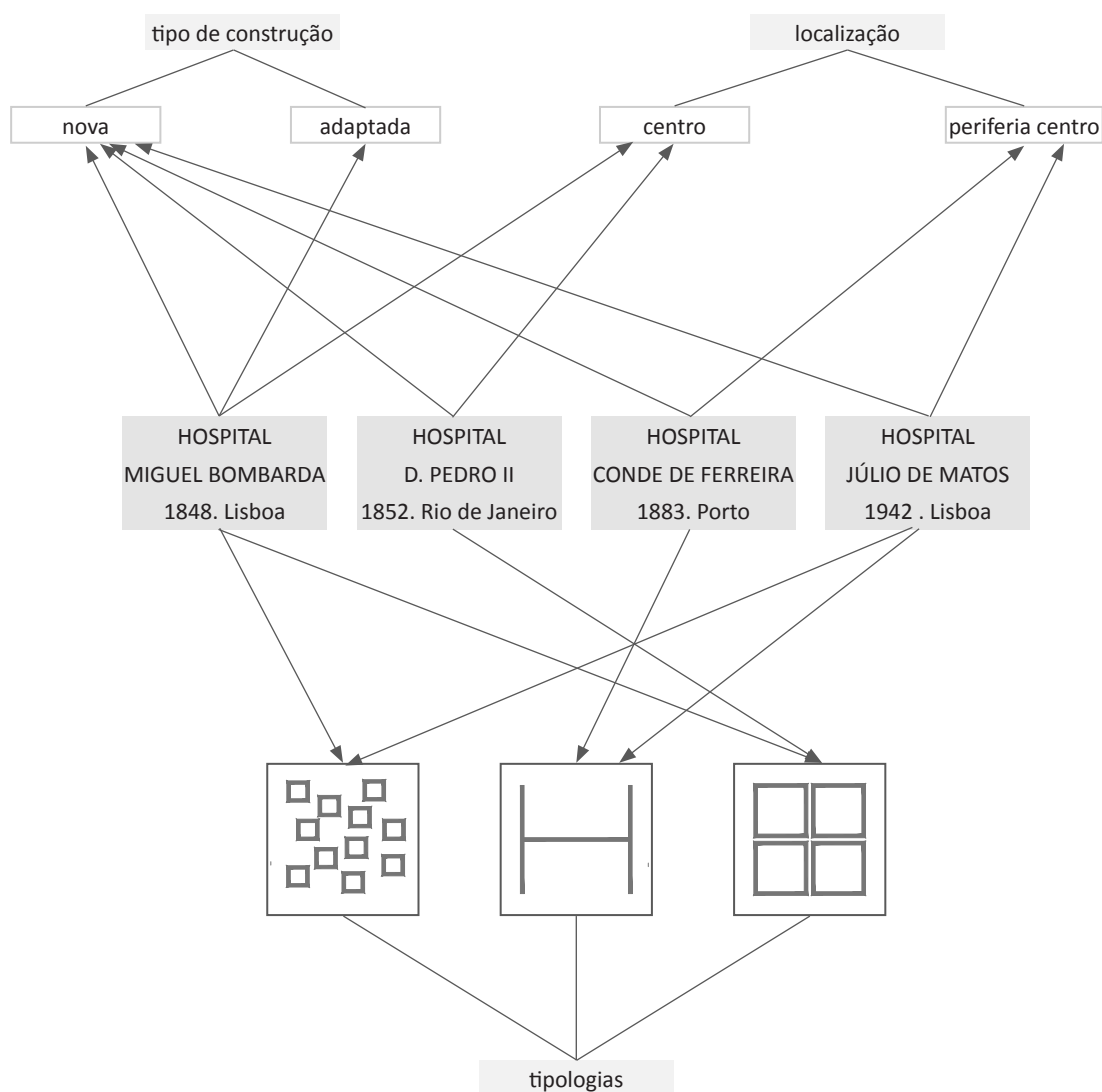 tipo de construção
localização
nova
adaptada
centro
periferia centro
HOSPITAL
MIGUEL BOMBARDA
1848. Lisboa
HOSPITAL
D. PEDRO II
1852. Rio de Janeiro
HOSPITAL
CONDE DE FERREIRA
1883. Porto
HOSPITAL
JÚLIO DE MATOS
1942 . Lisboa
tipologias